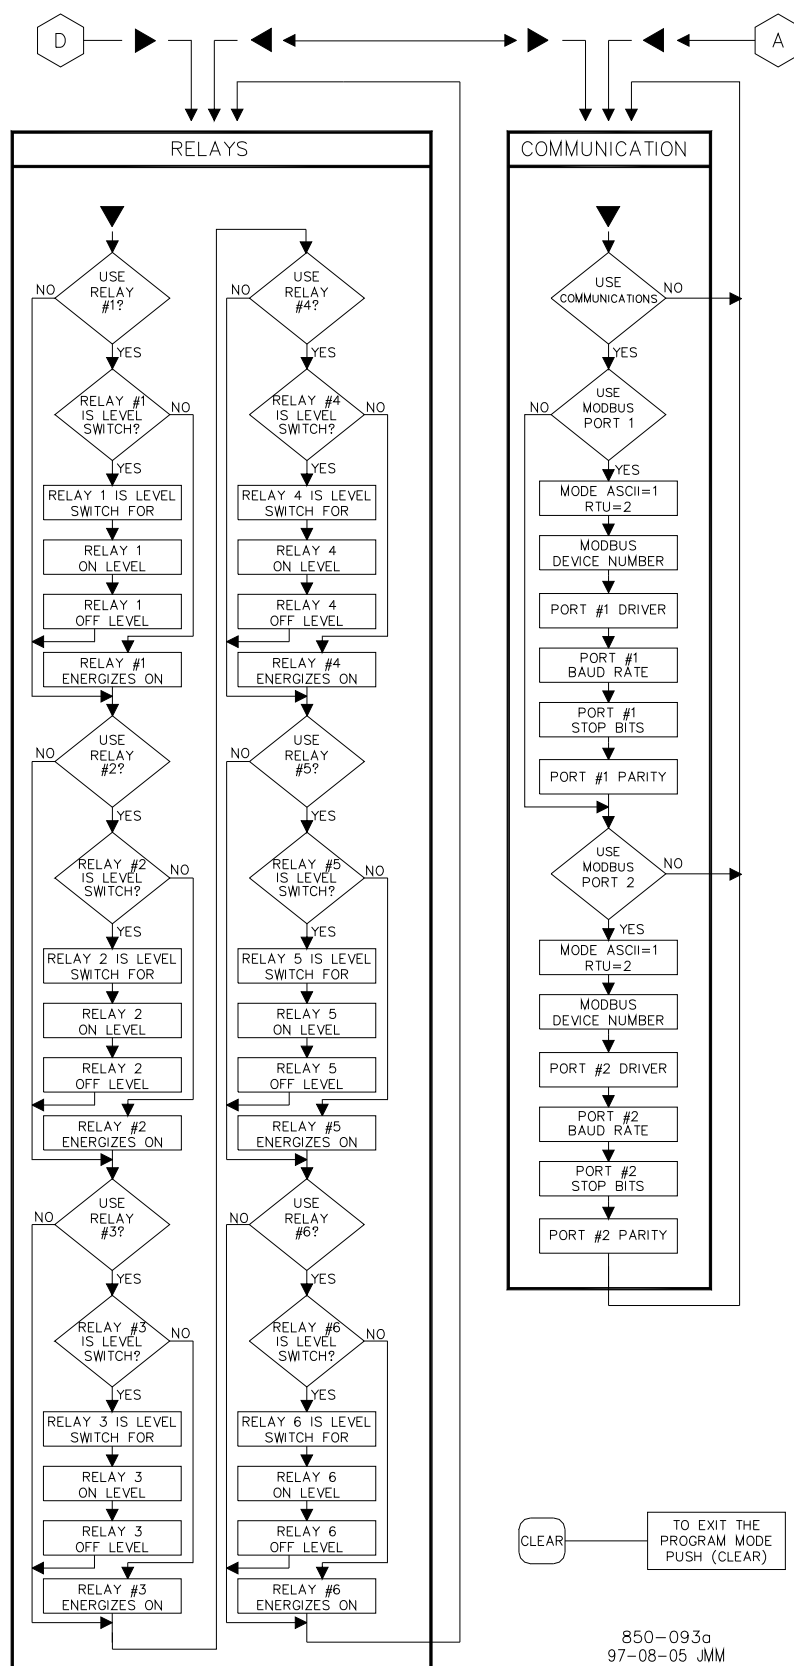 D
A
RELAYS
USE
RELAY
#1?
NO
YES
RELAY #1
IS LEVEL
SWITCH?
NO
YES
RELAY 1 IS LEVEL
SWITCH FOR
RELAY 1
ON LEVEL
RELAY 1
OFF LEVEL
RELAY #1
ENERGIZES ON
USE
RELAY
#2?
NO
YES
RELAY #2
IS LEVEL
SWITCH?
NO
YES
RELAY 2 IS LEVEL
SWITCH FOR
RELAY 2
ON LEVEL
RELAY 2
OFF LEVEL
RELAY #2
ENERGIZES ON
USE
RELAY
#3?
NO
YES
RELAY #3
IS LEVEL
SWITCH?
NO
YES
RELAY 3 IS LEVEL
SWITCH FOR
RELAY 3
ON LEVEL
RELAY 3
OFF LEVEL
RELAY #3
ENERGIZES ON
USE
RELAY
#4?
NO
YES
RELAY #4
IS LEVEL
SWITCH?
NO
YES
RELAY 4 IS LEVEL
SWITCH FOR
RELAY 4
ON LEVEL
RELAY 4
OFF LEVEL
RELAY #4
ENERGIZES ON
USE
RELAY
#5?
NO
YES
RELAY #5
IS LEVEL
SWITCH?
NO
YES
RELAY 5 IS LEVEL
SWITCH FOR
RELAY 5
ON LEVEL
RELAY 5
OFF LEVEL
RELAY #5
ENERGIZES ON
USE
RELAY
#6?
NO
YES
RELAY #6
IS LEVEL
SWITCH?
NO
YES
RELAY 6 IS LEVEL
SWITCH FOR
RELAY 6
ON LEVEL
RELAY 6
OFF LEVEL
RELAY #6
ENERGIZES ON
COMMUNICATION
USE
COMMUNICATIONS
NO
YES
USE
MODBUS
PORT 1
NO
YES
MODE ASCII=1
RTU=2
MODBUS
DEVICE NUMBER
PORT #1 DRIVER
PORT #1
BAUD RATE
PORT #1
STOP BITS
PORT #1 PARITY
USE
MODBUS
PORT 2
NO
YES
MODE ASCII=1
RTU=2
MODBUS
DEVICE NUMBER
PORT #2 DRIVER
PORT #2
BAUD RATE
PORT #2
STOP BITS
PORT #2 PARITY
CLEAR
TO EXIT THE
PROGRAM MODE
PUSH (CLEAR)
850-093a
97-08-05 JMM